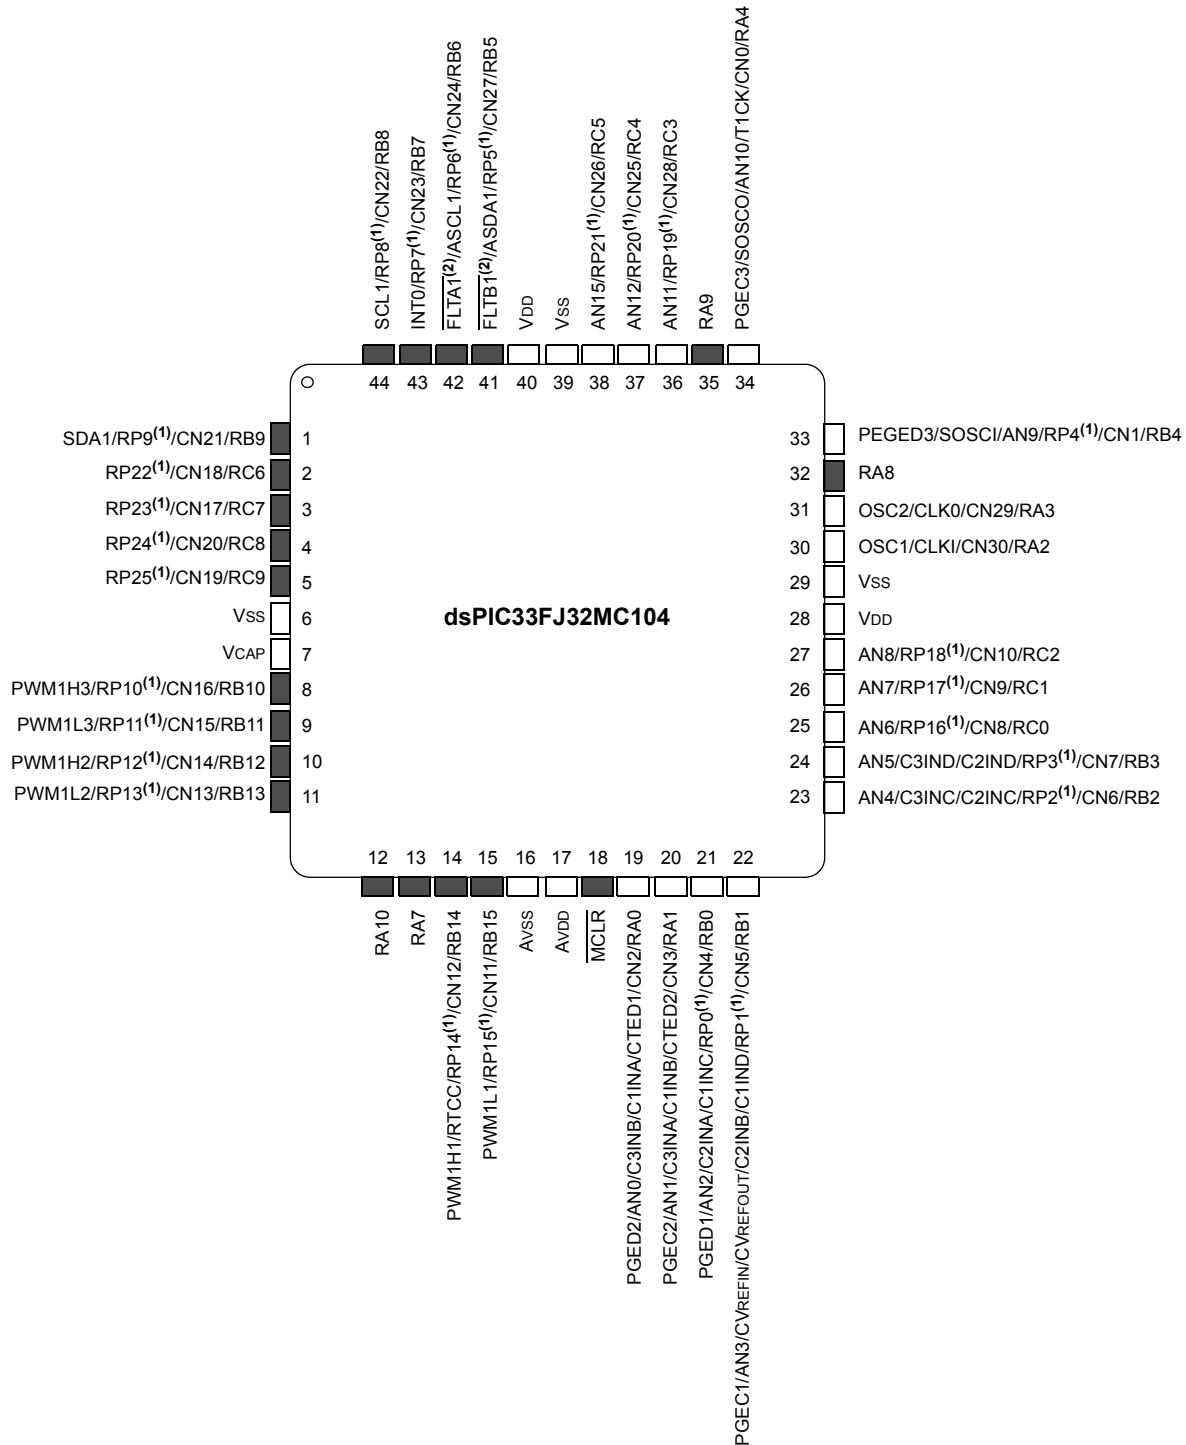 SCL1/RP8(1)/CN22/RB8
INT0/RP7(1)/CN23/RB7
FLTA1(2)/ASCL1/RP6(1)/CN24/RB6
FLTB1(2)/ASDA1/RP5(1)/CN27/RB5
VDD
VSS
AN15/RP21(1)/CN26/RC5
AN12/RP20(1)/CN25/RC4
AN11/RP19(1)/CN28/RC3
RA9
PGEC3/SOSCO/AN10/T1CK/CN0/RA4
44 43 42 41 40 39 38 37 36 35 34
SDA1/RP9(1)/CN21/RB9 1
RP22(1)/CN18/RC6 2
RP23(1)/CN17/RC7 3
RP24(1)/CN20/RC8 4
RP25(1)/CN19/RC9 5
VSS 6
VCAP 7
PWM1H3/RP10(1)/CN16/RB10 8
PWM1L3/RP11(1)/CN15/RB11 9
PWM1H2/RP12(1)/CN14/RB12 10
PWM1L2/RP13(1)/CN13/RB13 11
dsPIC33FJ32MC104
33 PEGED3/SOSCI/AN9/RP4(1)/CN1/RB4
32 RA8
31 OSC2/CLK0/CN29/RA3
30 OSC1/CLKI/CN30/RA2
29 VSS
28 VDD
27 AN8/RP18(1)/CN10/RC2
26 AN7/RP17(1)/CN9/RC1
25 AN6/RP16(1)/CN8/RC0
24 AN5/C3IND/C2IND/RP3(1)/CN7/RB3
23 AN4/C3INC/C2INC/RP2(1)/CN6/RB2
12 13 14 15 16 17 18 19 20 21 22
RA10
RA7
PWM1H1/RTCC/RP14(1)/CN12/RB14
PWM1L1/RP15(1)/CN11/RB15
AVSS
AVDD
MCLR
PGED2/AN0/C3INB/C1INA/CTED1/CN2/RA0
PGEC2/AN1/C3INA/C1INB/CTED2/CN3/RA1
PGED1/AN2/C2INA/C1INC/RP0(1)/CN4/RB0
PGEC1/AN3/CVREFIN/CVREFOUT/C2INB/C1IND/RP1(1)/CN5/RB1